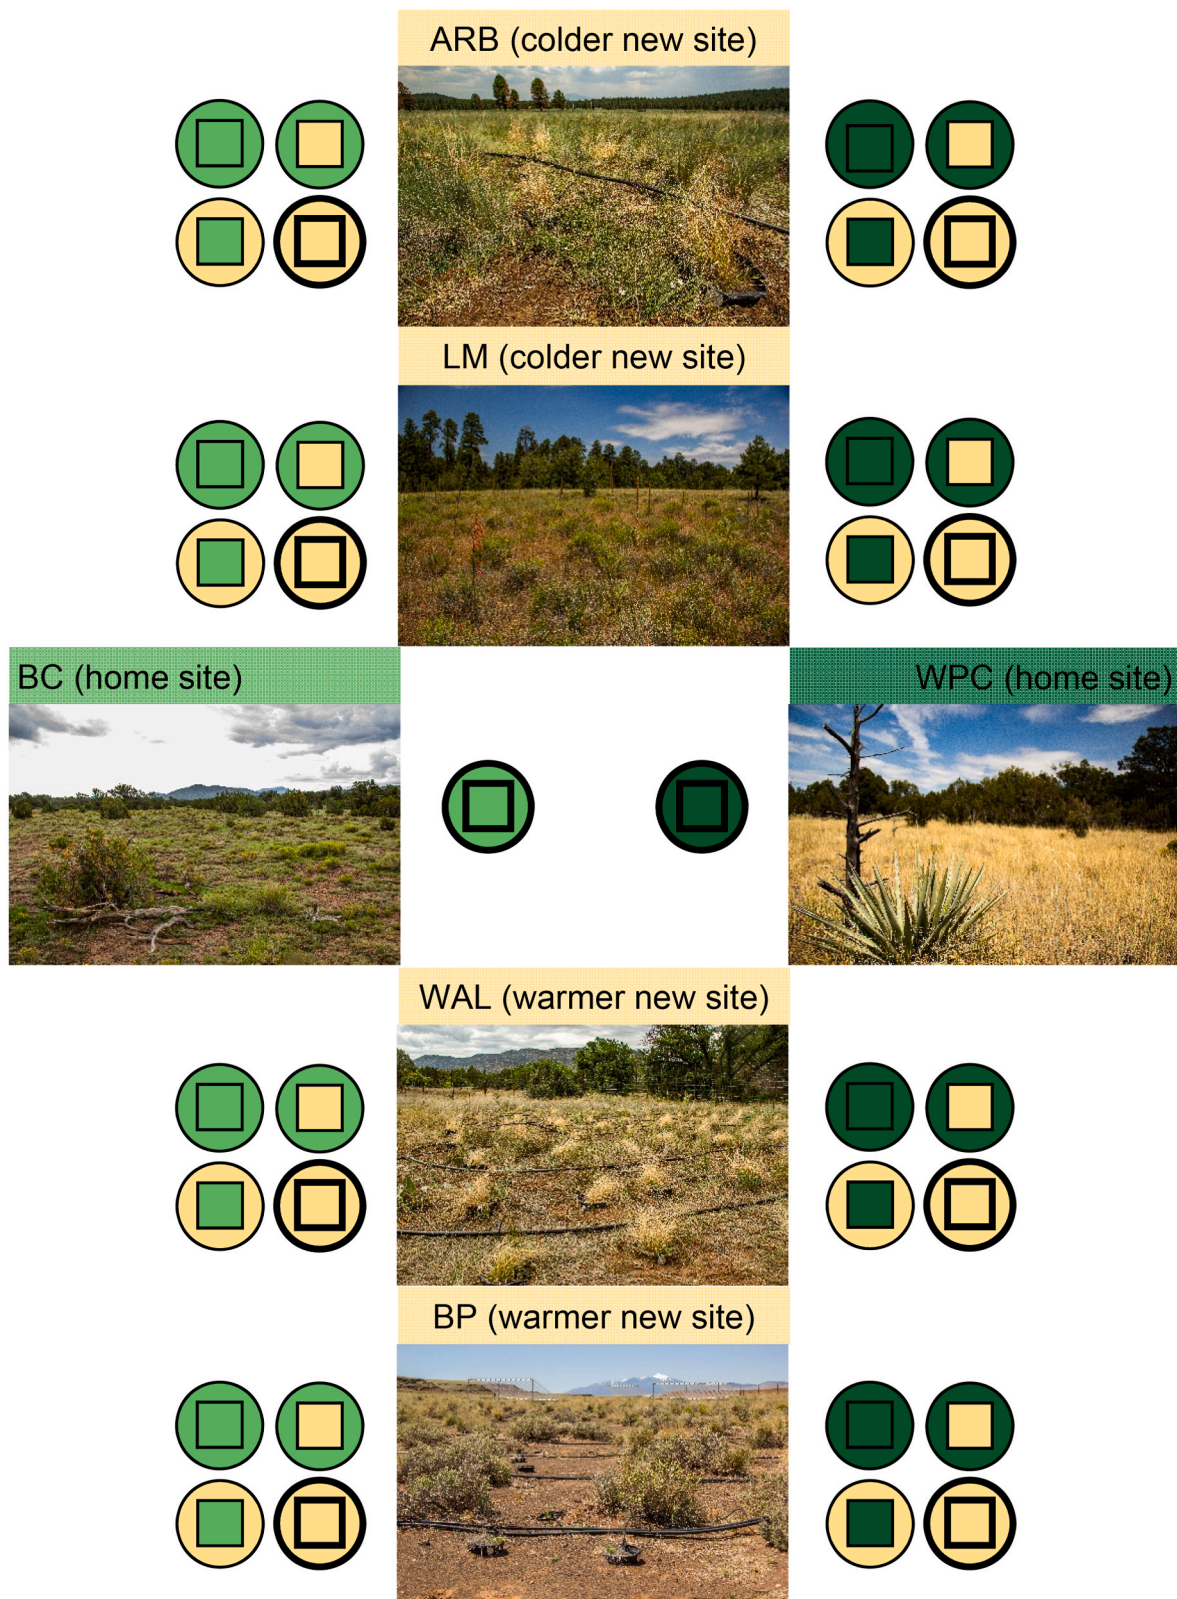 ARB (colder new site)
LM (colder new site)
BC (home site)
WPC (home site)
WAL (warmer new site)
BP (warmer new site)